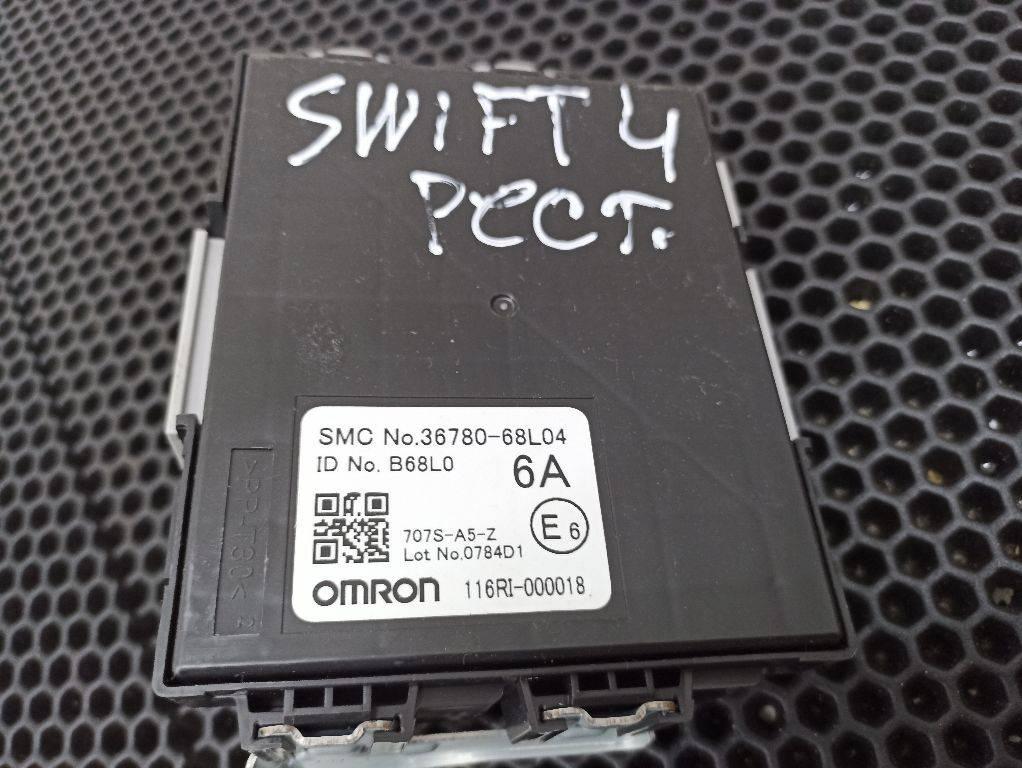 SWiFT 4
РЕСТ.
SMC No.36780-68L04
ID No. B68L0
6A
707S-A5-Z
E 6
Lot No.0784D1
OMRON 116RI-000018